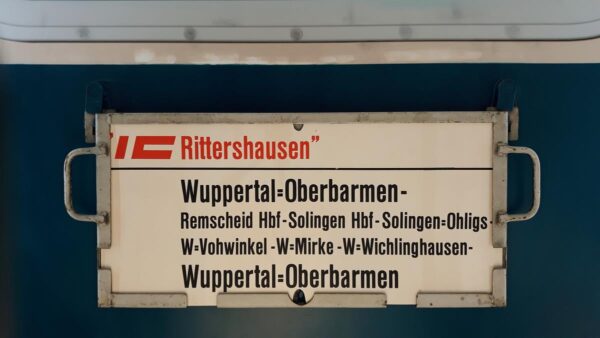 IC Rittershausen”
Wuppertal=Oberbarmen-
Remscheid Hbf-Solingen Hbf-Solingen=Ohligs-
W=Vohwinkel-W=Mirke-W=Wichlinghausen-
Wuppertal=Oberbarmen